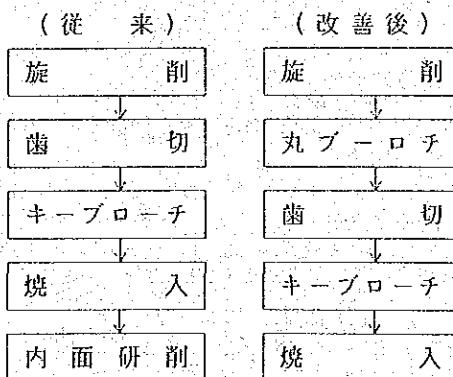 (従 来)
旋 削
歯 切
キーブローチ
焼 入
内面研削
(改善後)
旋 削
丸ブーロチ
歯 切
キーブローチ
焼 入